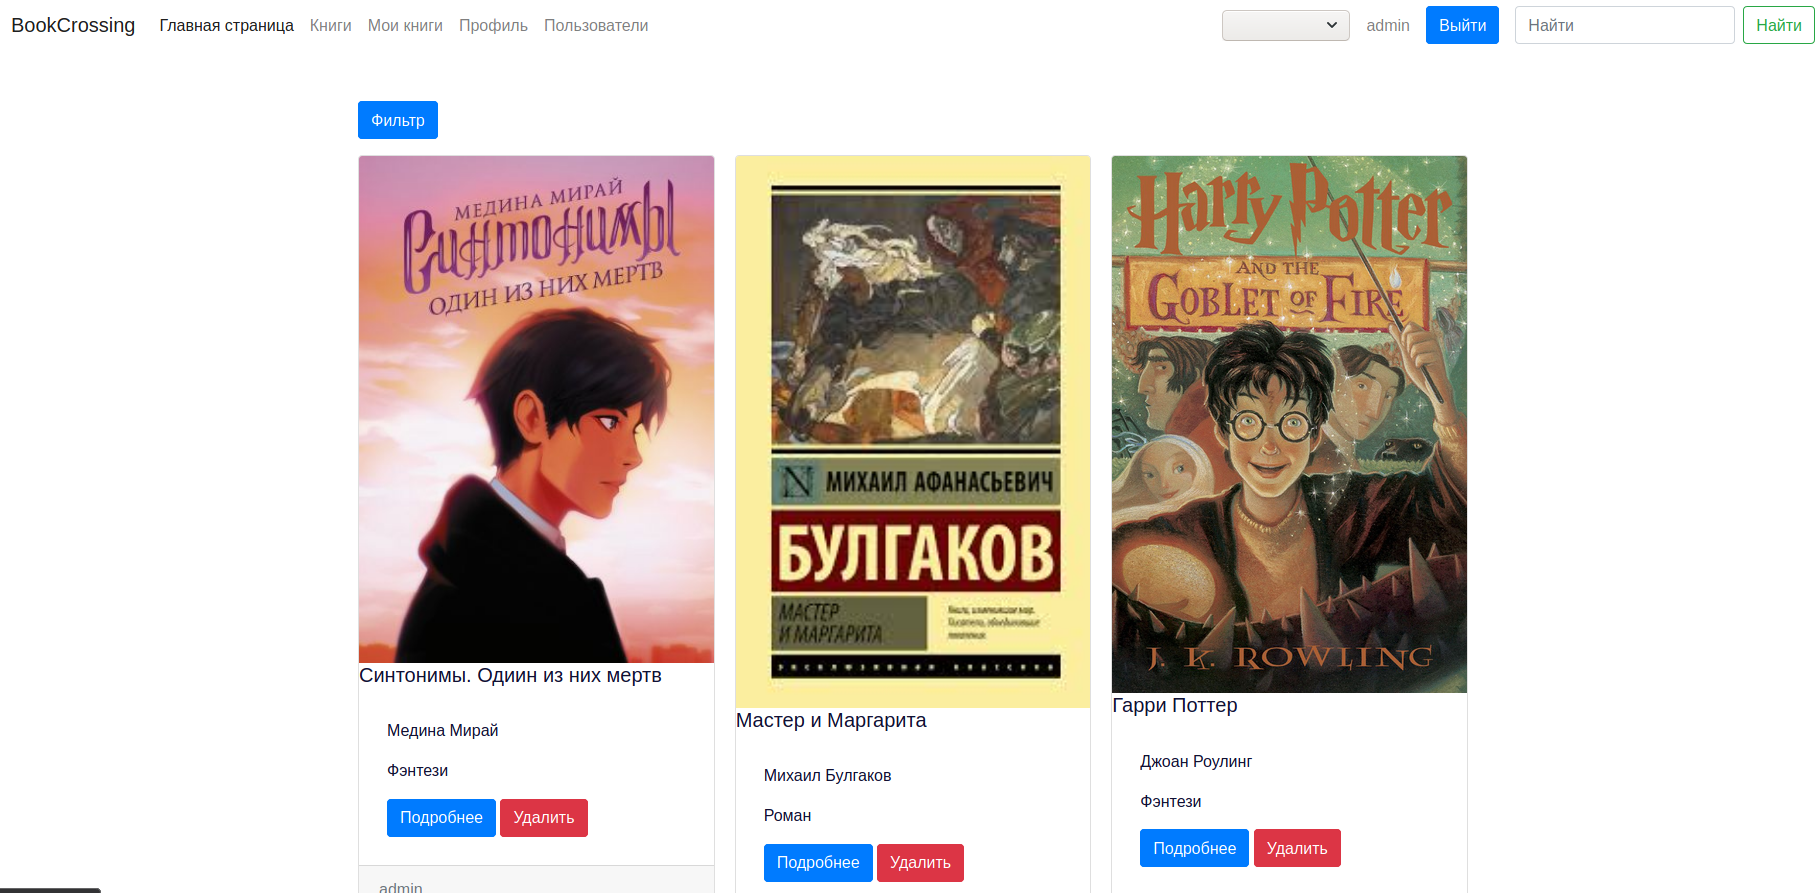 BookCrossing Главная страница Книги Мои книги Профиль Пользователи admin Выйти Найти Найти
Фильтр
МЕДИНА МИРАЙ
Синтонимы
ОДИН ИЗ НИХ МЕРТВ
Синтонимы. Одиин из них мертв
Медина Мирай
Фэнтези
Подробнее Удалить
admin
N МИХАИЛ АФАНАСЬЕВИЧ
БУЛГАКОВ
МАСТЕР
И МАРГАРИТА
ЭКСКЛЮЗИВНАЯ КЛАССИКА
Мастер и Маргарита
Михаил Булгаков
Роман
Подробнее Удалить
Harry Potter
AND THE
GOBLET OF FIRE
J. K. ROWLING
Гарри Поттер
Джоан Роулинг
Фэнтези
Подробнее Удалить